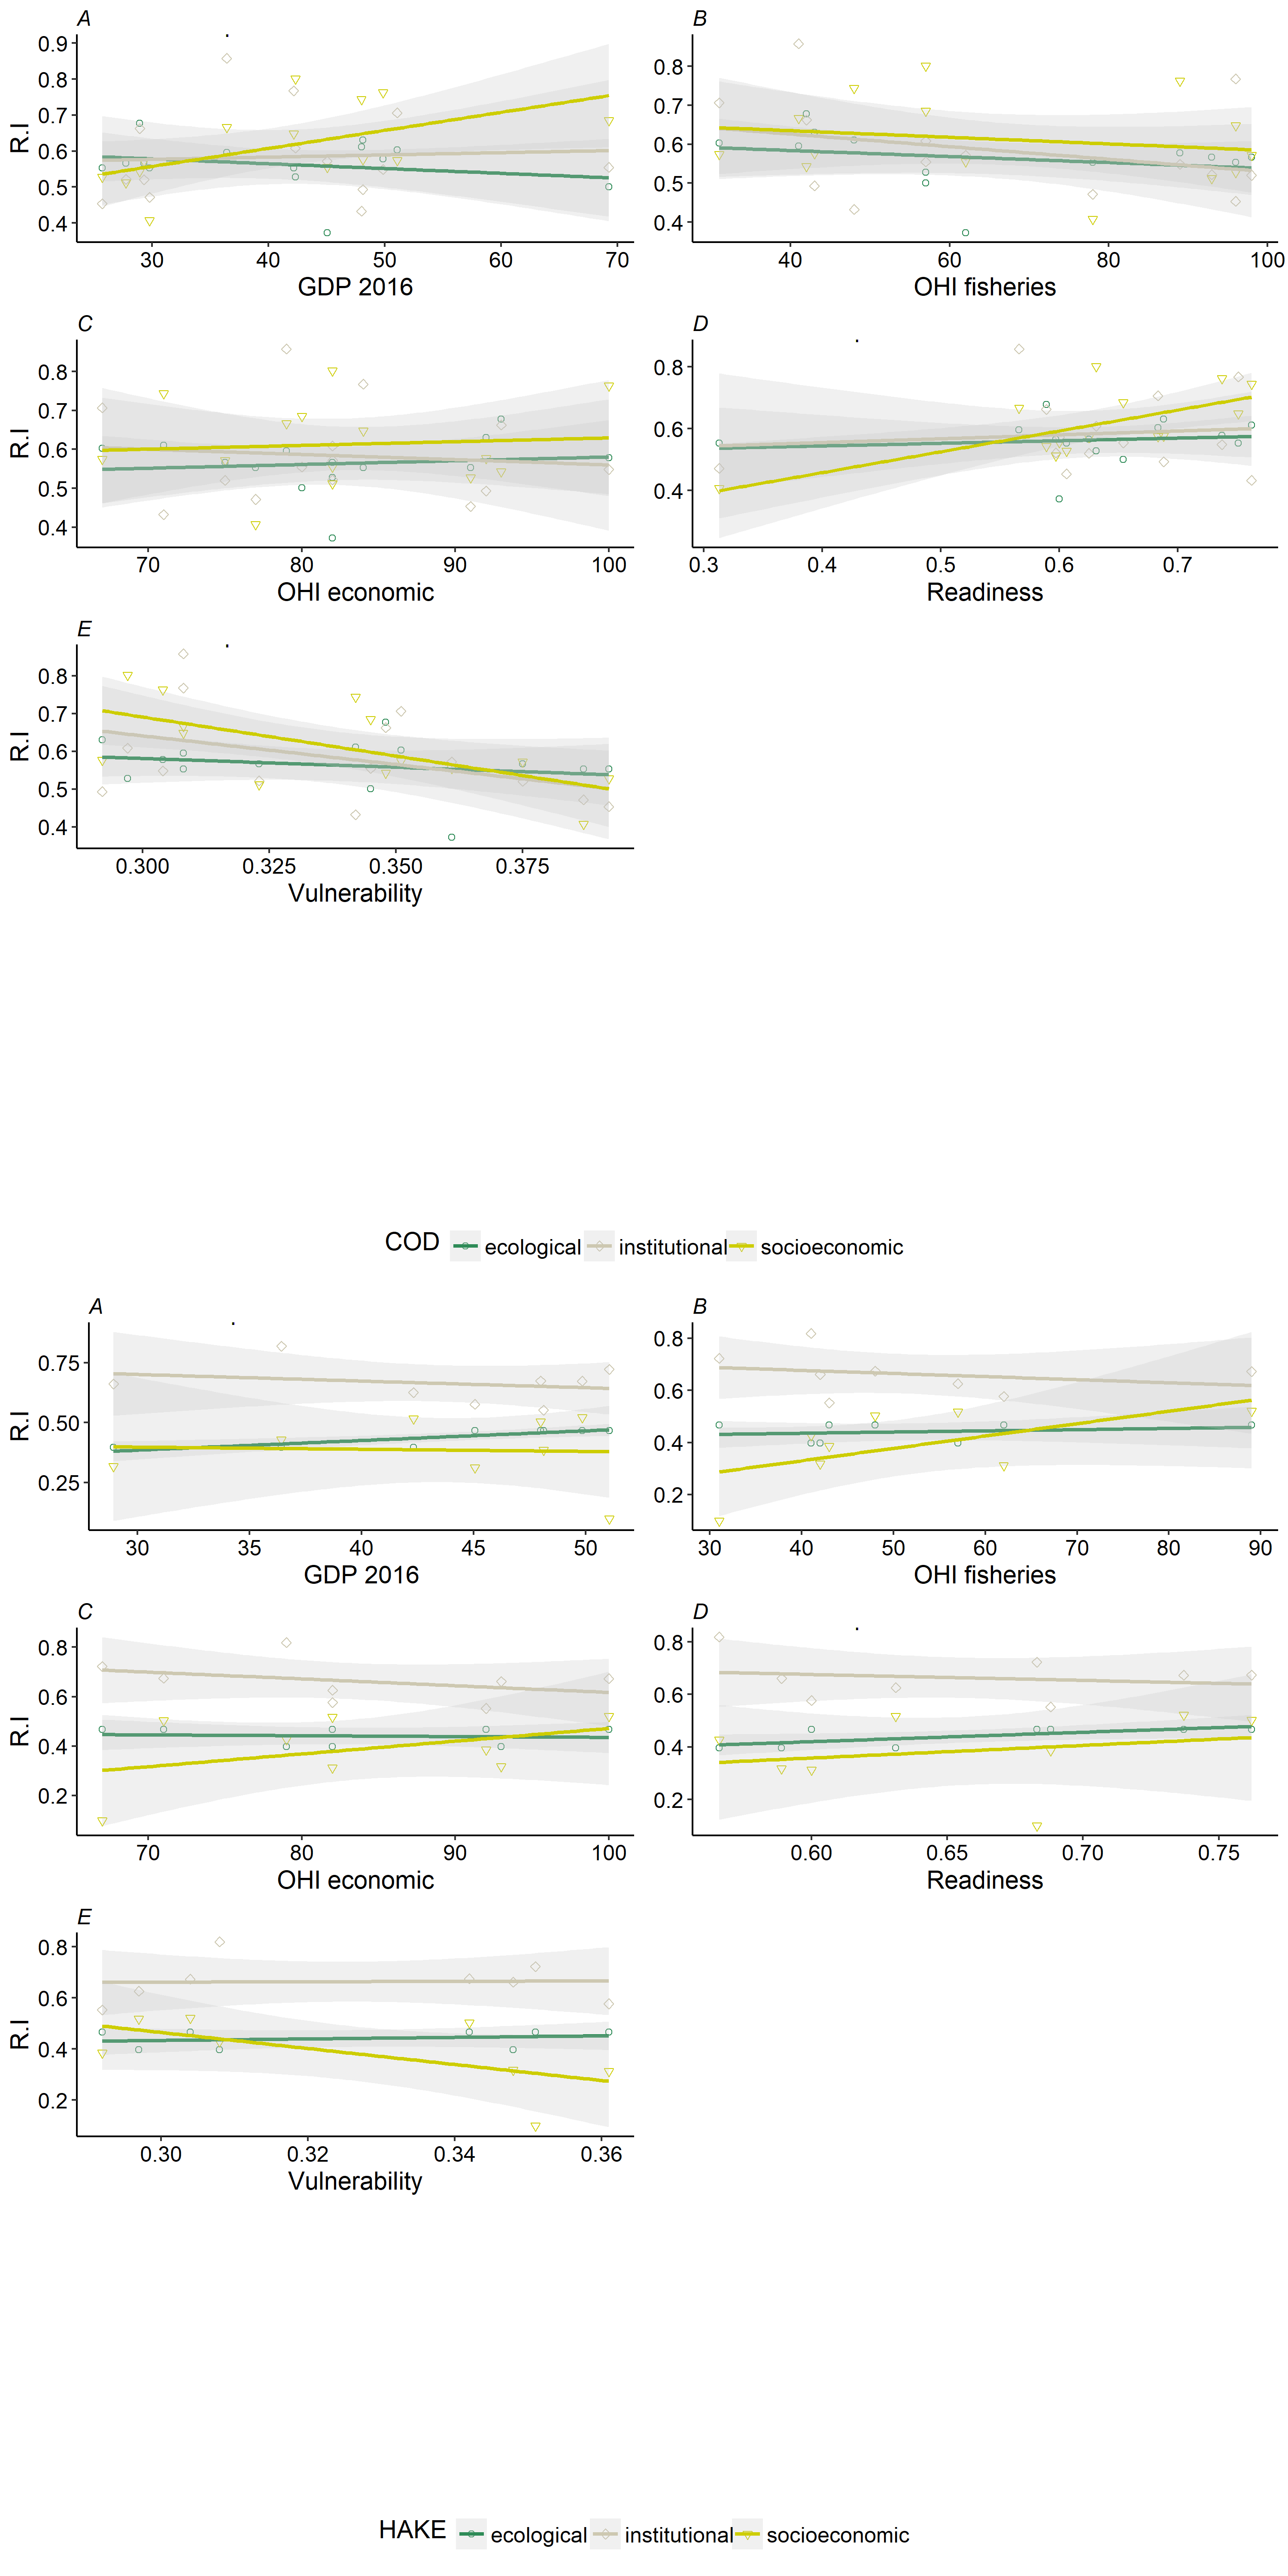 A
R.I
0.9
0.8
0.7
0.6
0.5
0.4
30 40 50 60 70
GDP 2016
B
0.8
0.7
0.6
0.5
0.4
40 60 80 100
OHI fisheries
C
R.I
0.8
0.7
0.6
0.5
0.4
70 80 90 100
OHI economic
D
0.8
0.6
0.4
0.3 0.4 0.5 0.6 0.7
Readiness
E
R.I
0.8
0.7
0.6
0.5
0.4
0.300 0.325 0.350 0.375
Vulnerability
COD ecological institutional socioeconomic
A
R.I
0.75
0.50
0.25
30 35 40 45 50
GDP 2016
B
0.8
0.6
0.4
0.2
30 40 50 60 70 80 90
OHI fisheries
C
R.I
0.8
0.6
0.4
0.2
70 80 90 100
OHI economic
D
0.8
0.6
0.4
0.2
0.60 0.65 0.70 0.75
Readiness
E
R.I
0.8
0.6
0.4
0.2
0.30 0.32 0.34 0.36
Vulnerability
HAKE ecological institutional socioeconomic